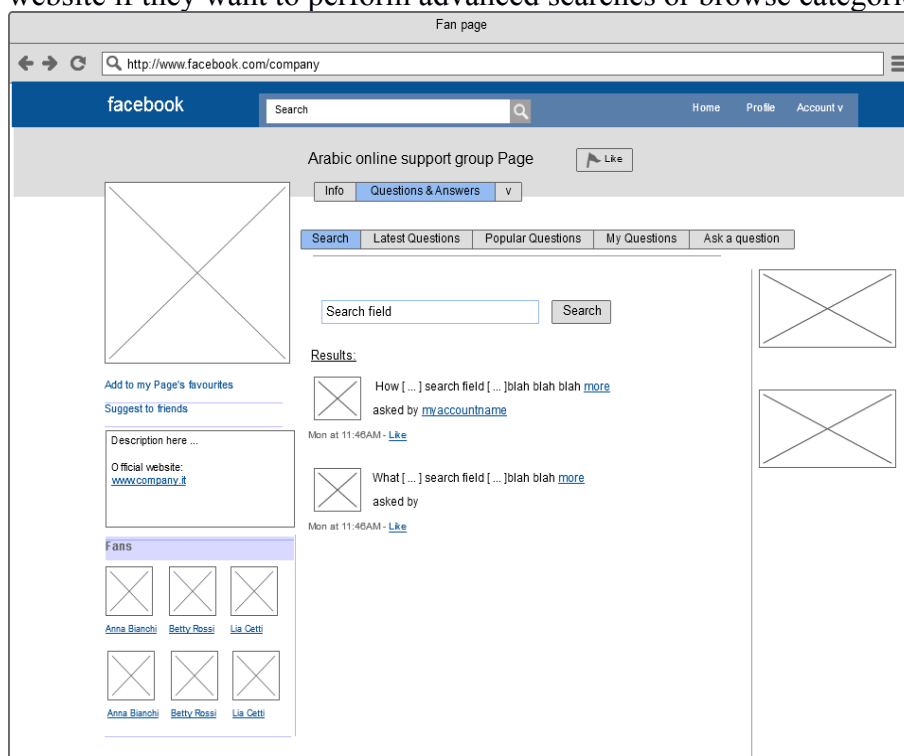 website if they want to perform advanced searches or browse categori
Fan page
http://www.facebook.com/company
facebook
Search
Home Profile Account v
Arabic online support group Page
Like
Info Questions & Answers v
Search Latest Questions Popular Questions My Questions Ask a question
Search field Search
Results:
How [ ... ] search field [ ... ]blah blah blah more
asked by myaccountname
Mon at 11:46AM - Like
What [ ... ] search field [ ... ]blah blah more
asked by
Mon at 11:46AM - Like
Add to my Page's favourites
Suggest to friends
Description here ...
Official website:
www.company.it
Fans
Anna Bianchi Betty Rossi Lia Cetti
Anna Bianchi Betty Rossi Lia Cetti